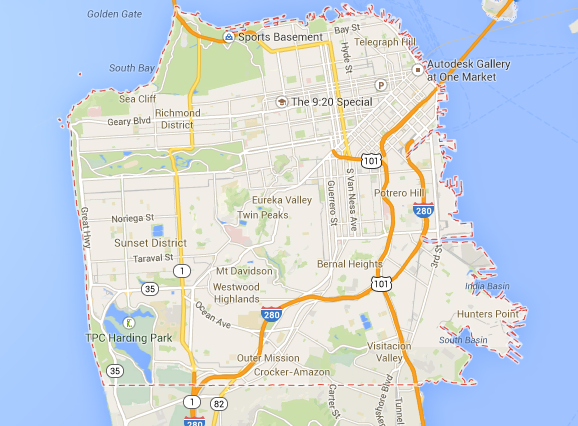 Golden Gate
Sports Basement
Bay St
Hyde St
Telegraph Hill
South Bay
Autodesk Gallery
at One Market
P
Sea Cliff
The 9:20 Special
Richmond
District
Geary Blvd
101
Eureka Valley
Guerrero St
S Van Ness Ave
Potrero Hill
280
Great Hwy
Noriega St
Twin Peaks
Sunset District
Taraval St
3rd St
1
Mt Davidson
Bernal Heights
101
35
Westwood
Highlands
India Basin
Ocean Ave
280
Hunters Point
TPC Harding Park
South Basin
Outer Mission
Visitacion
Valley
35
Crocker-Amazon
1
82
Carter St
Tunnel
280